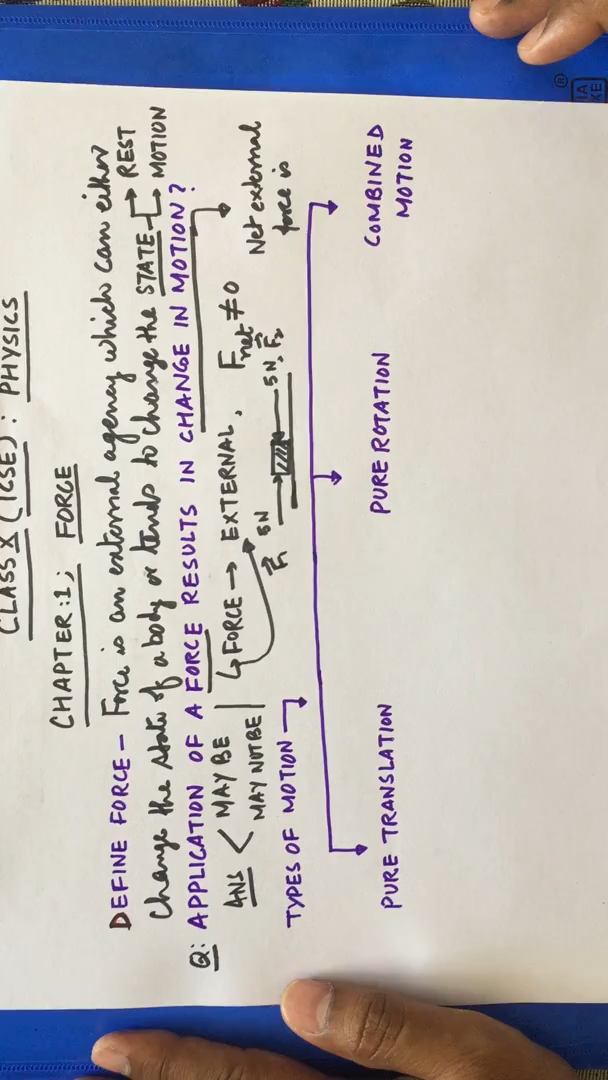 CLASS X (ICSE) : PHYSICS
CHAPTER:1; FORCE
DEFINE FORCE – Force is an external agency which can either
change the state of a body or tends to change the STATE → REST
→ MOTION
Q: APPLICATION OF A FORCE RESULTS IN CHANGE IN MOTION?
ANS < MAY BE
MAY NOT BE
↳ FORCE → EXTERNAL, Fnet ≠ 0
Net external
force is
5N
F₁
5N, F₂
TYPES OF MOTION
PURE TRANSLATION PURE ROTATION COMBINED
MOTION